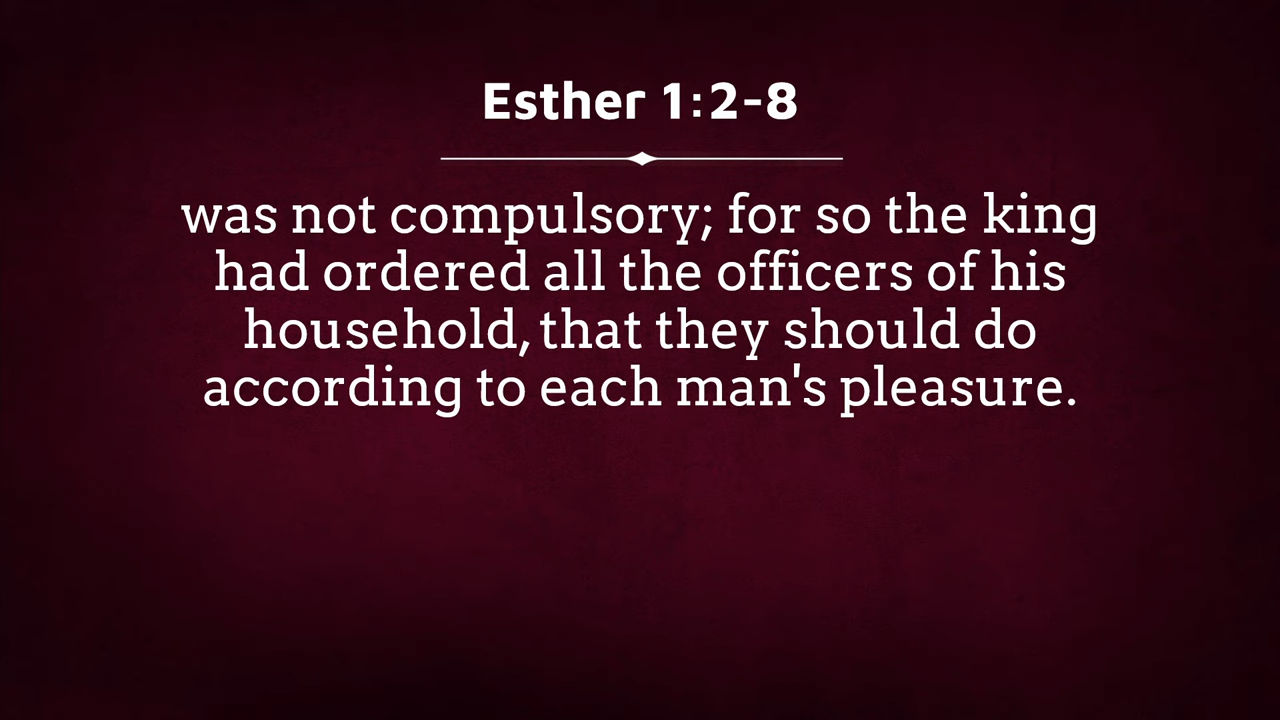 Esther 1:2-8
was not compulsory; for so the king
had ordered all the officers of his
household, that they should do
according to each man's pleasure.